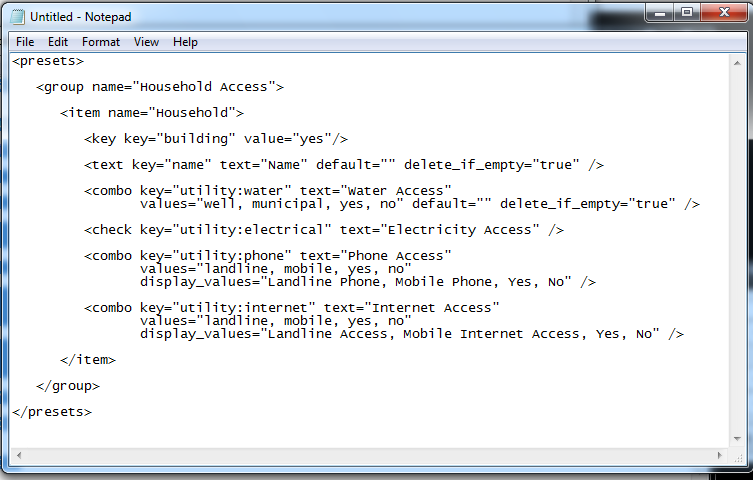 Untitled - Notepad
File Edit Format View Help
<presets>
<group name="Household Access">
<item name="Household">
<key key="building" value="yes"/>
<text key="name" text="Name" default="" delete_if_empty="true" />
<combo key="utility:water" text="Water Access"
values="well, municipal, yes, no" default="" delete_if_empty="true" />
<check key="utility:electrical" text="Electricity Access" />
<combo key="utility:phone" text="Phone Access"
values="landline, mobile, yes, no"
display_values="Landline Phone, Mobile Phone, Yes, No" />
<combo key="utility:internet" text="Internet Access"
values="landline, mobile, yes, no"
display_values="Landline Access, Mobile Internet Access, Yes, No" />
</item>
</group>
</presets>